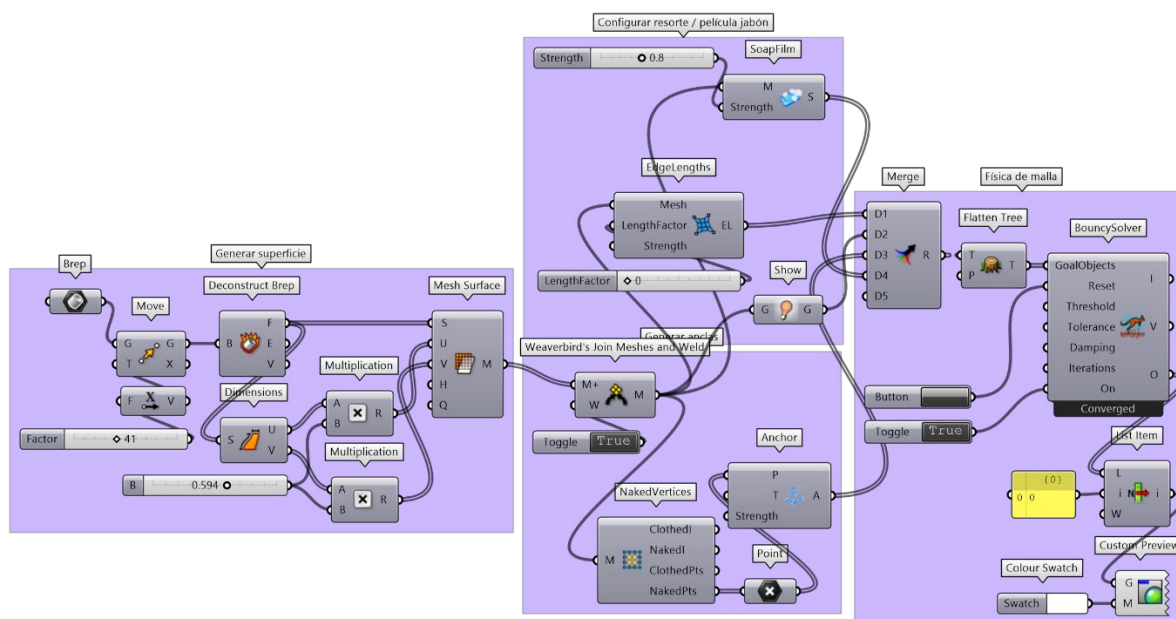 Generar superficie
Brep
Move
G G
T X
F X V
Factor 41
Deconstruct Brep
B F
E
V
Dimensions
S U
V
B 0.594
Multiplication
A R
B
Multiplication
A R
B
Mesh Surface
S
U
V M
H
Q
Configurar resorte / película jabón
Strength 0.8
SoapFilm
M S
Strength
EdgeLengths
Mesh
LengthFactor EL
Strength
LengthFactor 0
Show
G G
Generar anclas
Weaverbird's Join Meshes and Weld
M+ M
W
Toggle True
NakedVertices
ClothedI
M NakedI
ClothedPts
NakedPts
Point
Anchor
P
T A
Strength
Física de malla
Merge
D1
D2
D3 R
D4
D5
Flatten Tree
T T
P
BouncySolver
GoalObjects I
Reset
Threshold
Tolerance V
Damping
Iterations
On O
Converged
Button
Toggle True
List Item
L
i N i
W
{0}
0 0
Custom Preview
G
M
Colour Swatch
Swatch